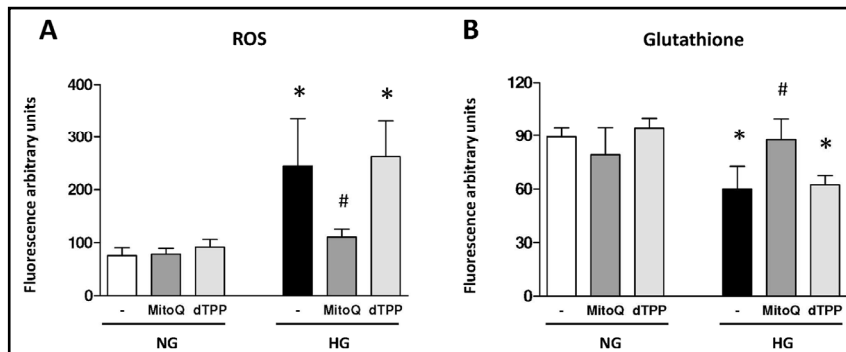 A
ROS
Fluorescence arbitrary units
400
300
200
100
0
*
#
*
- MitoQ dTPP - MitoQ dTPP
NG HG
B
Glutathione
Fluorescence arbitrary units
120
90
60
30
0
*
#
*
- MitoQ dTPP - MitoQ dTPP
NG HG